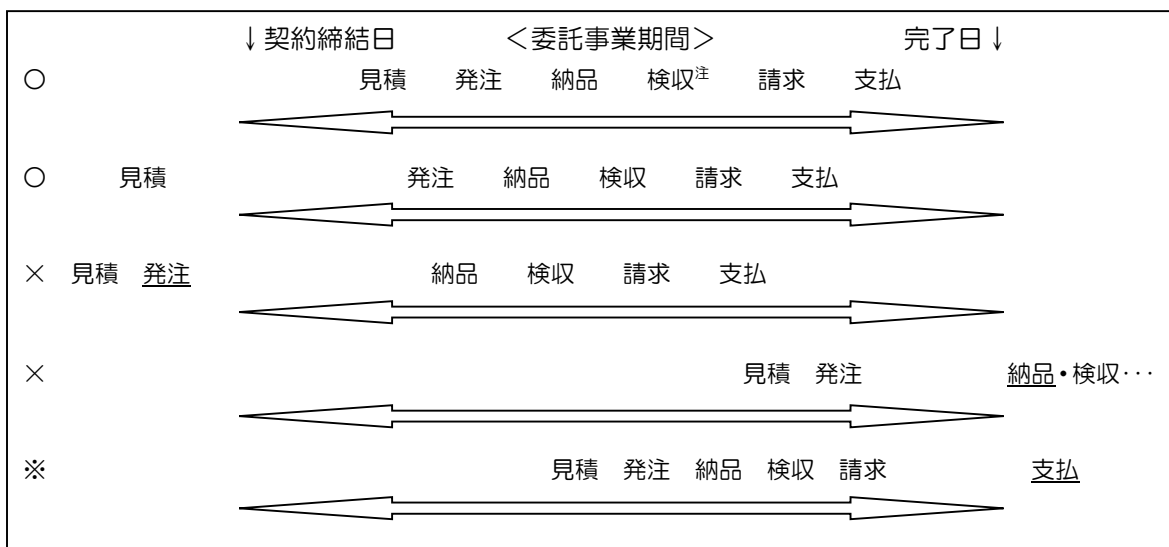 ↓契約締結日 <委託事業期間> 完了日↓
○ 見積 発注 納品 検収注 請求 支払
○ 見積 発注 納品 検収 請求 支払
× 見積 発注 納品 検収 請求 支払
× 見積 発注 納品・検収･･･
※ 見積 発注 納品 検収 請求 支払